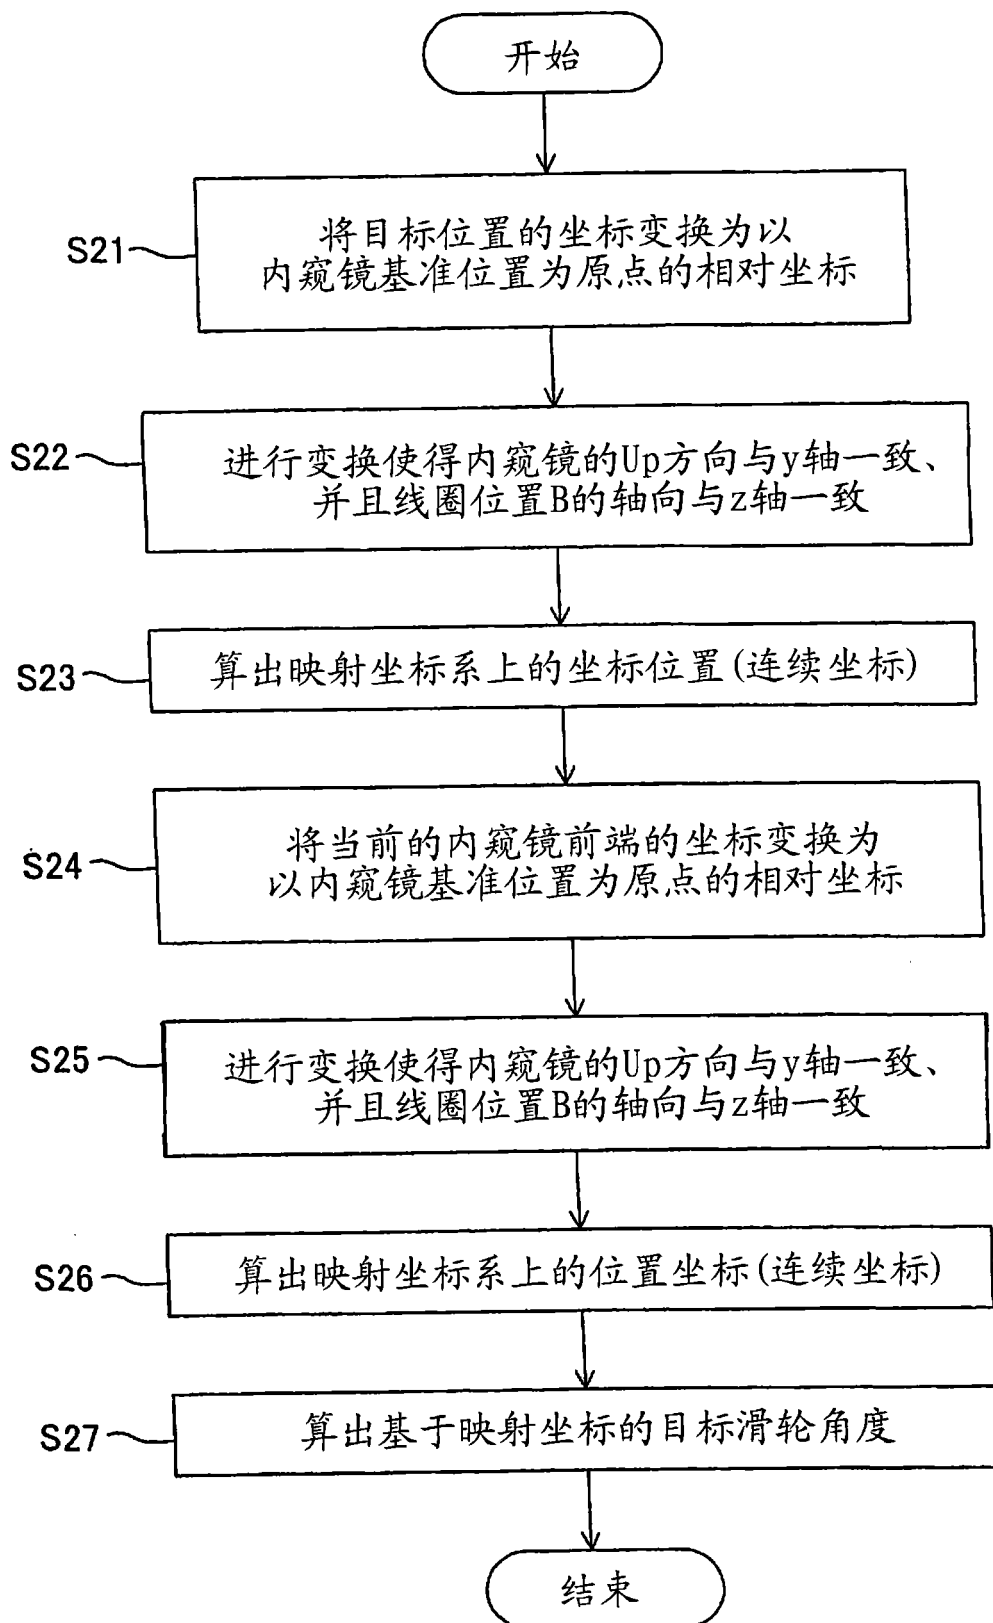 开始
S21
将目标位置的坐标变换为以
内窥镜基准位置为原点的相对坐标
S22
进行变换使得内窥镜的Up方向与y轴一致、
并且线圈位置B的轴向与z轴一致
S23
算出映射坐标系上的坐标位置(连续坐标)
S24
将当前的内窥镜前端的坐标变换为
以内窥镜基准位置为原点的相对坐标
S25
进行变换使得内窥镜的Up方向与y轴一致、
并且线圈位置B的轴向与z轴一致
S26
算出映射坐标系上的位置坐标(连续坐标)
S27
算出基于映射坐标的目标滑轮角度
结束